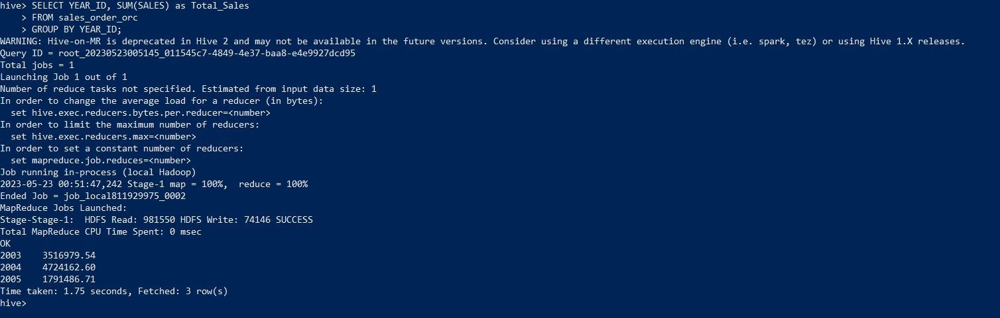 hive> SELECT YEAR_ID, SUM(SALES) as Total_Sales
    > FROM sales_order_orc
    > GROUP BY YEAR_ID;
WARNING: Hive-on-MR is deprecated in Hive 2 and may not be available in the future versions. Consider using a different execution engine (i.e. spark, tez) or using Hive 1.X releases.
Query ID = root_20230523005145_011545c7-4849-4e37-baa8-e4e9927dcd95
Total jobs = 1
Launching Job 1 out of 1
Number of reduce tasks not specified. Estimated from input data size: 1
In order to change the average load for a reducer (in bytes):
  set hive.exec.reducers.bytes.per.reducer=<number>
In order to limit the maximum number of reducers:
  set hive.exec.reducers.max=<number>
In order to set a constant number of reducers:
  set mapreduce.job.reduces=<number>
Job running in-process (local Hadoop)
2023-05-23 00:51:47,242 Stage-1 map = 100%,  reduce = 100%
Ended Job = job_local811929975_0002
MapReduce Jobs Launched:
Stage-Stage-1:  HDFS Read: 981550 HDFS Write: 74146 SUCCESS
Total MapReduce CPU Time Spent: 0 msec
OK
2003    3516979.54
2004    4724162.60
2005    1791486.71
Time taken: 1.75 seconds, Fetched: 3 row(s)
hive>